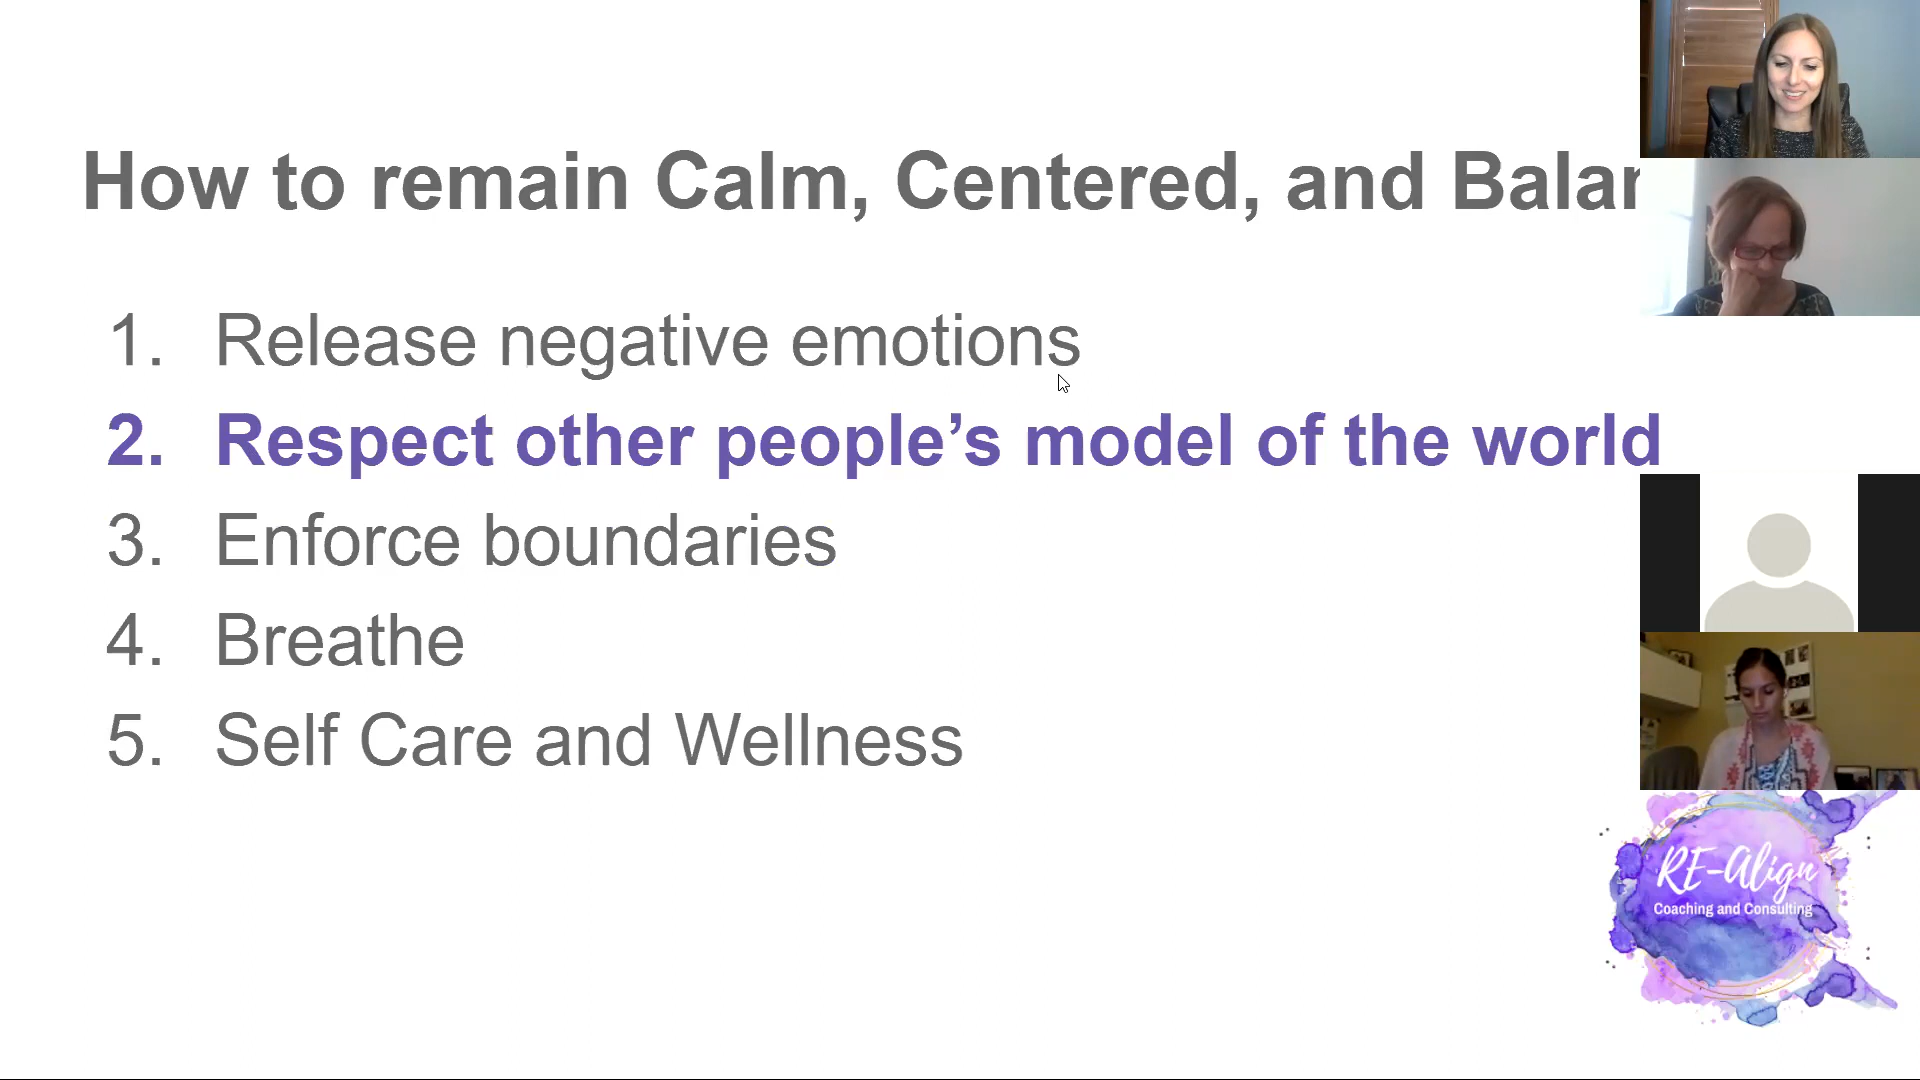 How to remain Calm, Centered, and Balan
1. Release negative emotions
2. Respect other people’s model of the world
3. Enforce boundaries
4. Breathe
5. Self Care and Wellness
RE-Align
Coaching and Consulting